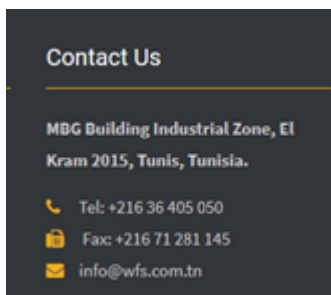 Contact Us
MBG Building Industrial Zone, El
Kram 2015, Tunis, Tunisia.
Tel: +216 36 405 050
Fax: +216 71 281 145
info@wfs.com.tn